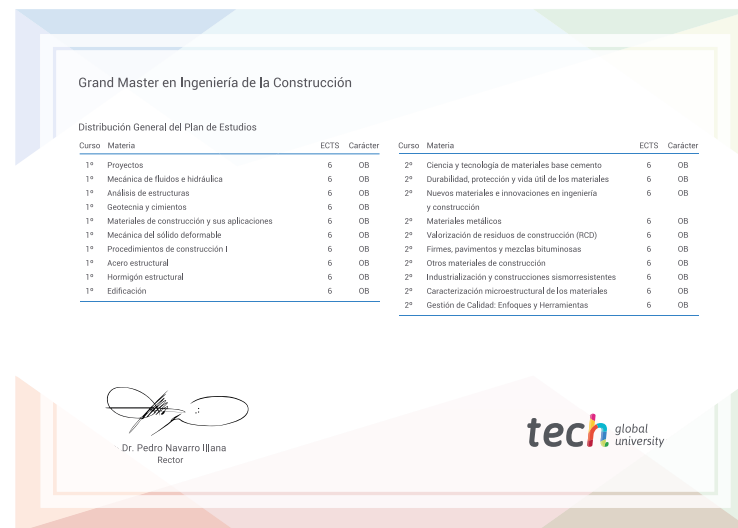 Grand Master en Ingeniería de la Construcción
Distribución General del Plan de Estudios
Curso Materia ECTS Carácter
1º Proyectos 6 OB
1º Mecánica de fluidos e hidráulica 6 OB
1º Análisis de estructuras 6 OB
1º Geotecnia y cimientos 6 OB
1º Materiales de construcción y sus aplicaciones 6 OB
1º Mecánica del sólido deformable 6 OB
1º Procedimientos de construcción I 6 OB
1º Acero estructural 6 OB
1º Hormigón estructural 6 OB
1º Edificación 6 OB
Curso Materia ECTS Carácter
2º Ciencia y tecnología de materiales base cemento 6 OB
2º Durabilidad, protección y vida útil de los materiales 6 OB
2º Nuevos materiales e innovaciones en ingeniería 6 OB
y construcción
2º Materiales metálicos 6 OB
2º Valorización de residuos de construcción (RCD) 6 OB
2º Firmes, pavimentos y mezclas bituminosas 6 OB
2º Otros materiales de construcción 6 OB
2º Industrialización y construcciones sismorresistentes 6 OB
2º Caracterización microestructural de los materiales 6 OB
2º Gestión de Calidad: Enfoques y Herramientas 6 OB
Dr. Pedro Navarro Illana
Rector
tech global
university